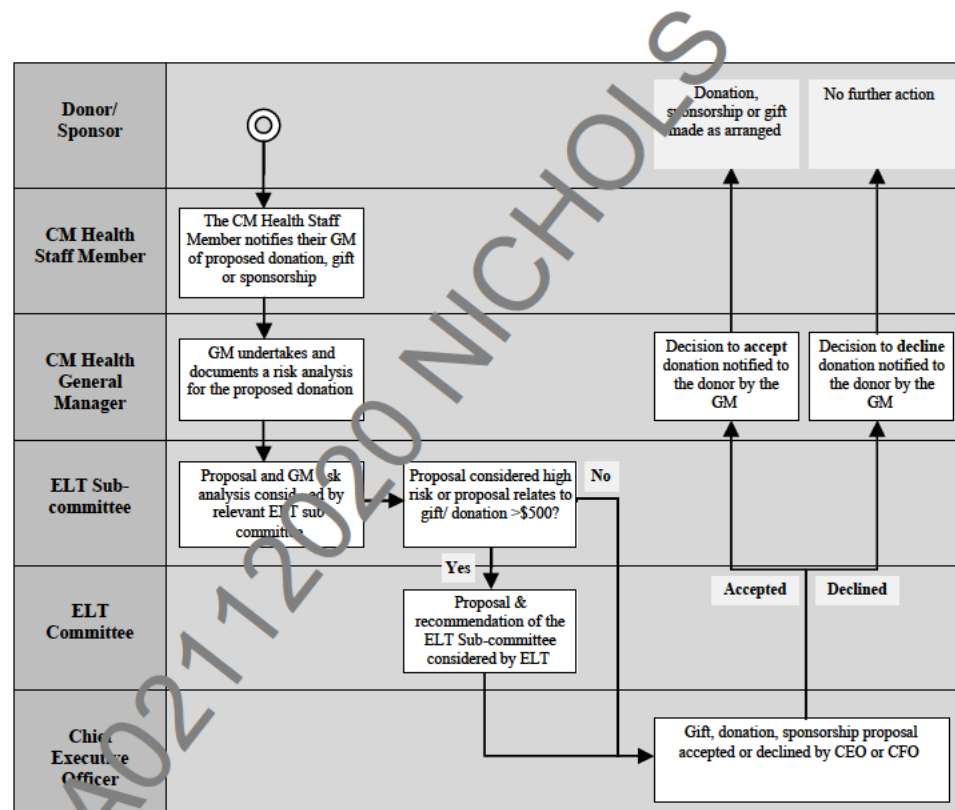 Donor/
Sponsor
Donation,
sponsorship or gift
made as arranged
No further action
CM Health
Staff Member
The CM Health Staff
Member notifies their GM
of proposed donation, gift
or sponsorship
CM Health
General
Manager
GM undertakes and
documents a risk analysis
for the proposed donation
Decision to accept
donation notified to
the donor by the
GM
Decision to decline
donation notified to
the donor by the
GM
ELT Sub-
committee
Proposal and GM risk
analysis considered by
relevant ELT sub
committee
Proposal considered high
risk or proposal relates to
gift/ donation >$500?
No
Yes
ELT
Committee
Proposal &
recommendation of the
ELT Sub-committee
considered by ELT
Accepted
Declined
Chief
Executive
Officer
Gift, donation, sponsorship proposal
accepted or declined by CEO or CFO
A02112020 NICHOLS